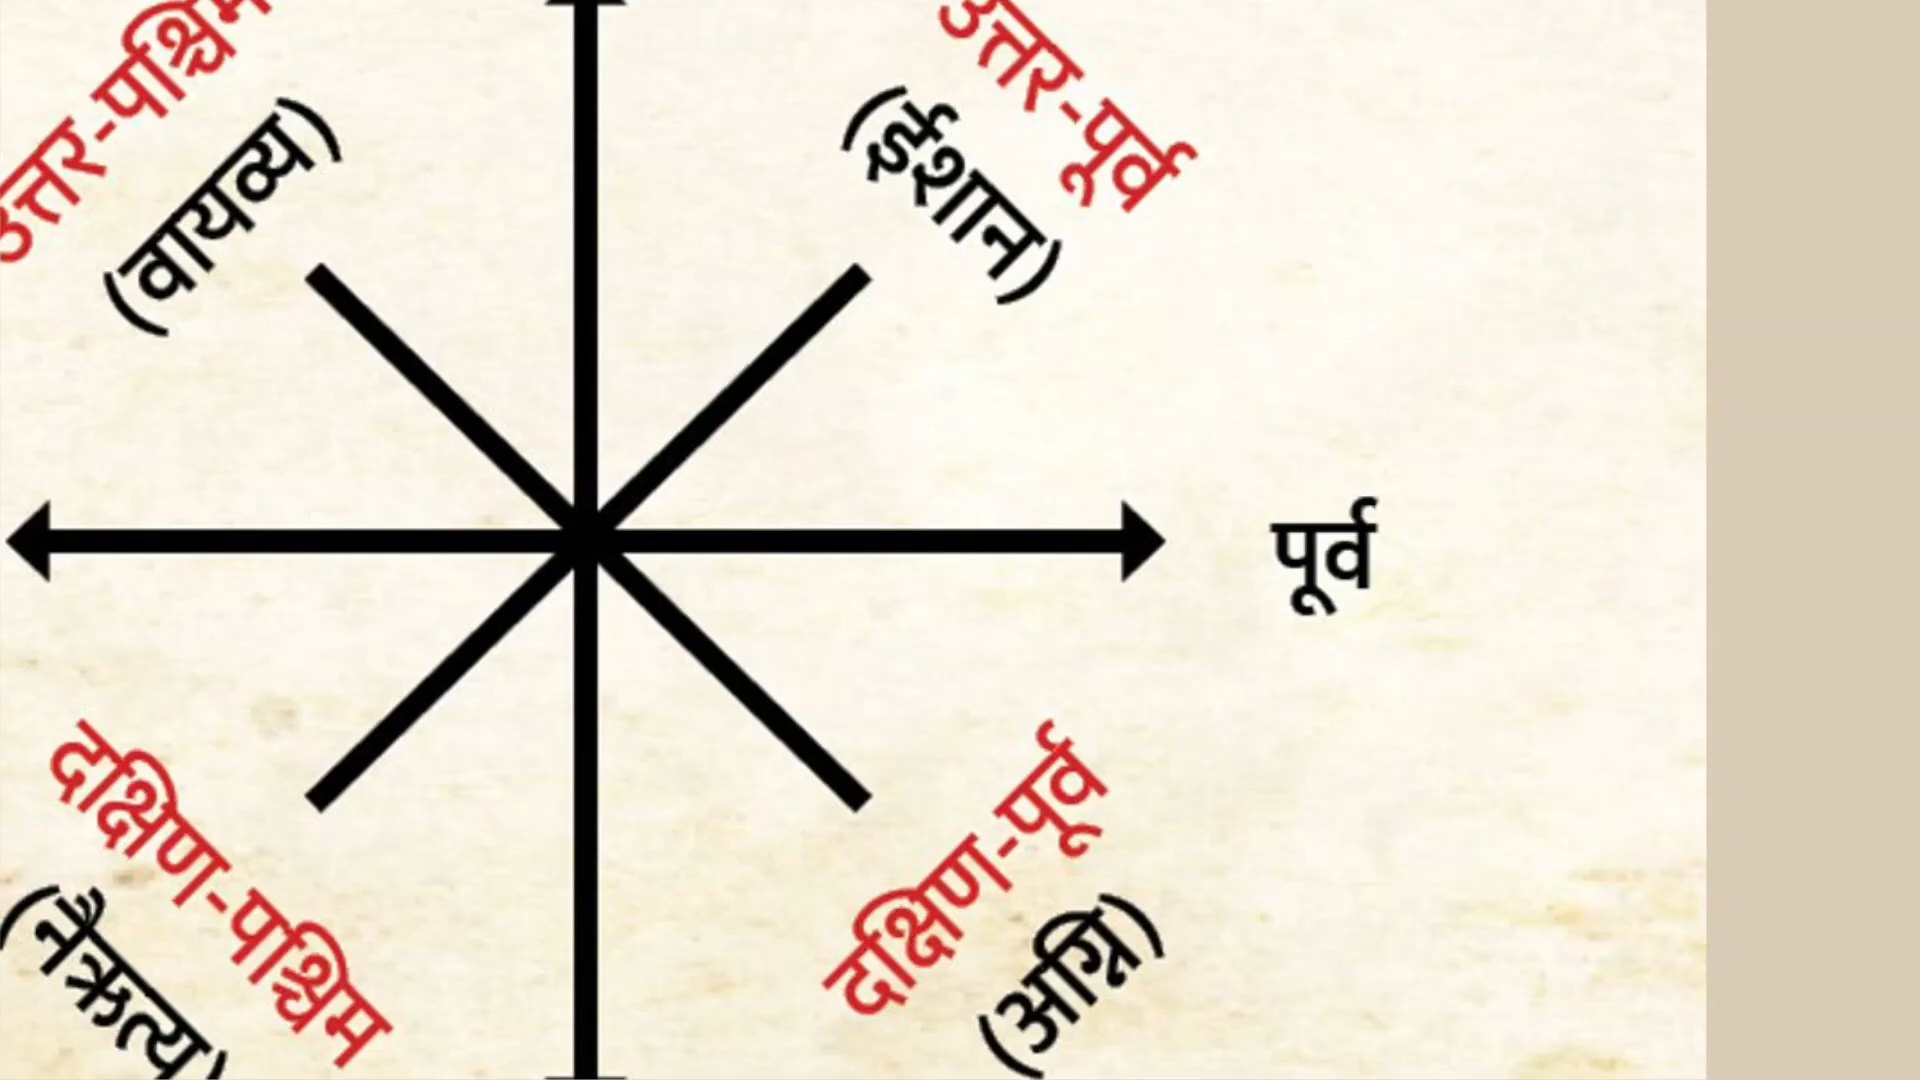 उत्तर-पश्चिम
(वायव्य)
उत्तर-पूर्व
(ईशान)
पूर्व
दक्षिण-पश्चिम
(नैऋत्य)
दक्षिण-पूर्व
(अग्नि)